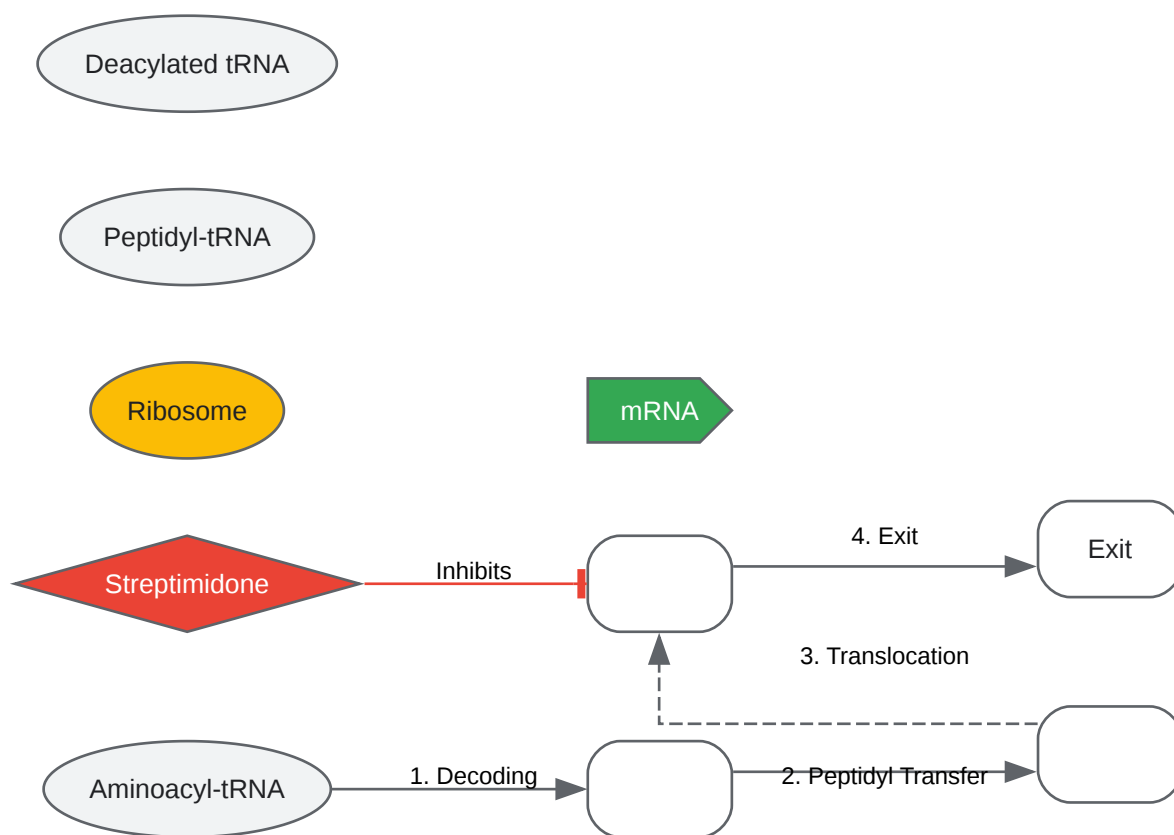 Deacylated tRNA
Peptidyl-tRNA
Ribosome
mRNA
4. Exit
Exit
Streptimidone
Inhibits
3. Translocation
Aminoacyl-tRNA
1. Decoding
2. Peptidyl Transfer